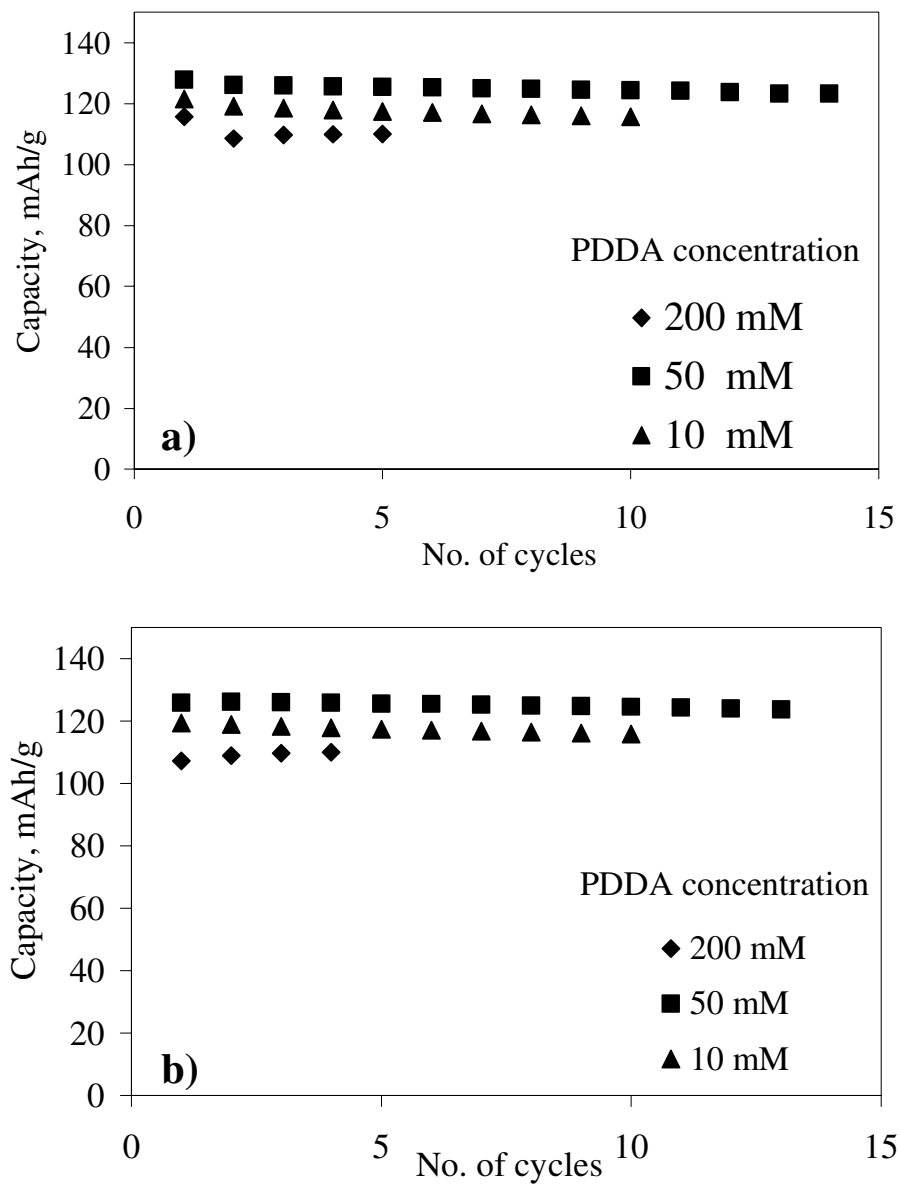 140
120
100
80
60
40
20
0
Capacity, mAh/g
PDDA concentration
200 mM
50 mM
10 mM
a)
0 5 10 15
No. of cycles
140
120
100
80
60
40
20
0
Capacity, mAh/g
PDDA concentration
200 mM
50 mM
10 mM
b)
0 5 10 15
No. of cycles